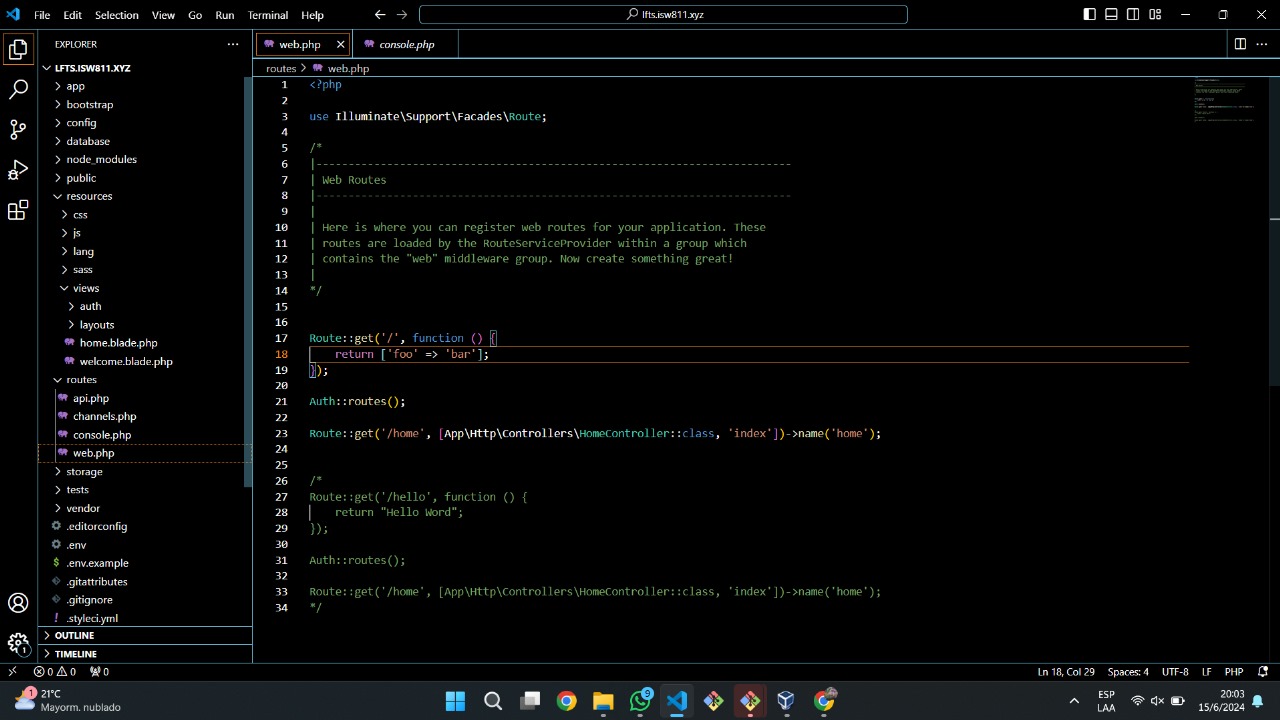 File Edit Selection View Go Run Terminal Help
lfts.isw811.xyz
EXPLORER
LFTS.ISW811.XYZ
app
bootstrap
config
database
node_modules
public
resources
css
js
lang
sass
views
auth
layouts
home.blade.php
welcome.blade.php
routes
api.php
channels.php
console.php
web.php
storage
tests
vendor
.editorconfig
.env
.env.example
.gitattributes
.gitignore
.styleci.yml
OUTLINE
TIMELINE
web.php
console.php
routes > web.php
1 <?php
2
3 use Illuminate\Support\Facades\Route;
4
5 /*
6 |--------------------------------------------------------------------------
7 | Web Routes
8 |--------------------------------------------------------------------------
9 |
10 | Here is where you can register web routes for your application. These
11 | routes are loaded by the RouteServiceProvider within a group which
12 | contains the "web" middleware group. Now create something great!
13 |
14 */
15
16
17 Route::get('/', function () {
18 return ['foo' => 'bar'];
19 });
20
21 Auth::routes();
22
23 Route::get('/home', [App\Http\Controllers\HomeController::class, 'index'])->name('home');
24
25
26 /*
27 Route::get('/hello', function () {
28 return "Hello Word";
29 });
30
31 Auth::routes();
32
33 Route::get('/home', [App\Http\Controllers\HomeController::class, 'index'])->name('home');
34 */
0 0 0
Ln 18, Col 29 Spaces: 4 UTF-8 LF PHP
1
1
21°C
Mayorm. nublado
9
ESP
LAA
20:03
15/6/2024